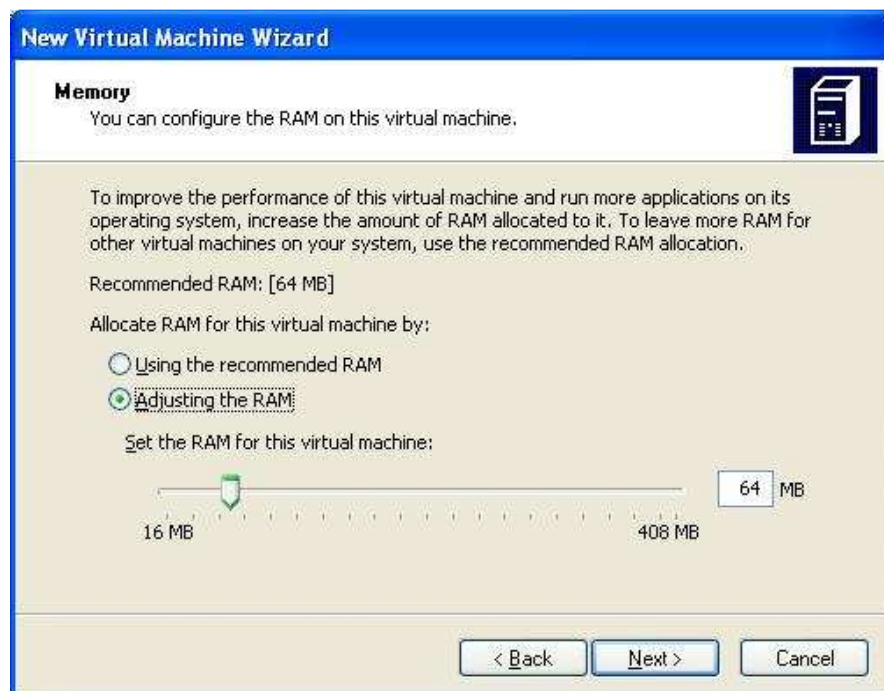 New Virtual Machine Wizard
Memory
You can configure the RAM on this virtual machine.
To improve the performance of this virtual machine and run more applications on its
operating system, increase the amount of RAM allocated to it. To leave more RAM for
other virtual machines on your system, use the recommended RAM allocation.
Recommended RAM: [64 MB]
Allocate RAM for this virtual machine by:
Using the recommended RAM
Adjusting the RAM
Set the RAM for this virtual machine:
64 MB
16 MB 408 MB
< Back Next > Cancel